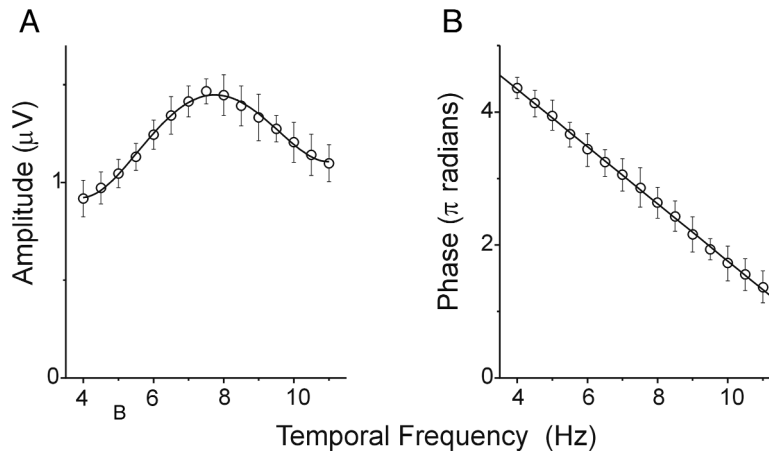 A
B
Amplitude (μV)
1
0
4
6
8
10
B
Phase (π radians)
4
2
0
4
6
8
10
Temporal Frequency (Hz)